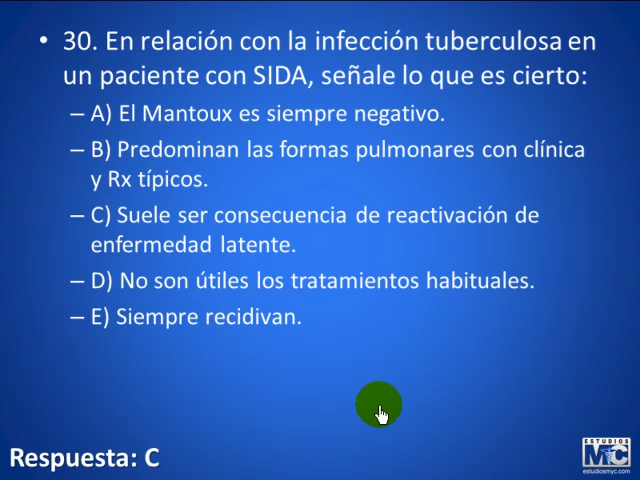 • 30. En relación con la infección tuberculosa en
un paciente con SIDA, señale lo que es cierto:
– A) El Mantoux es siempre negativo.
– B) Predominan las formas pulmonares con clínica
y Rx típicos.
– C) Suele ser consecuencia de reactivación de
enfermedad latente.
– D) No son útiles los tratamientos habituales.
– E) Siempre recidivan.
Respuesta: C
ESTUDIOS
MYC
estudiosmyc.com